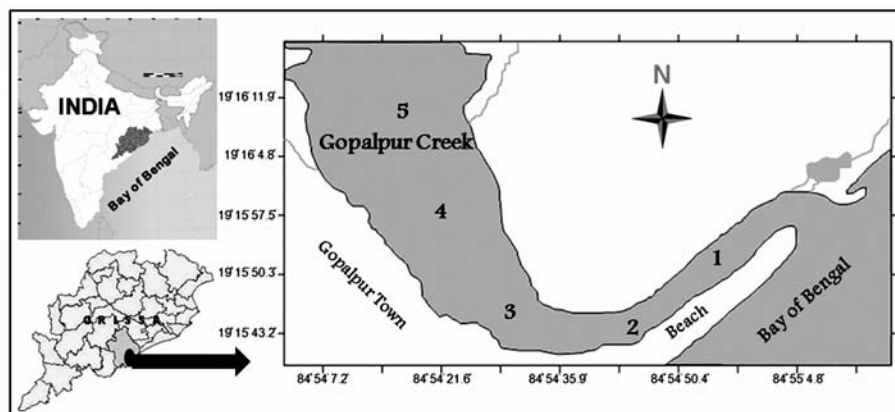 INDIA
Bay of Bengal
ORISSA
N
19°16'11.9'
19°16'4.8'
19°15'57.5'
19°15'50.3'
19°15'43.2'
5
Gopalpur Creek
4
3
2
1
Gopalpur Town
Beach
Bay of Bengal
84°54'7.2'
84°54'21.6'
84°54'35.9'
84°54'50.4'
84°55'4.8'